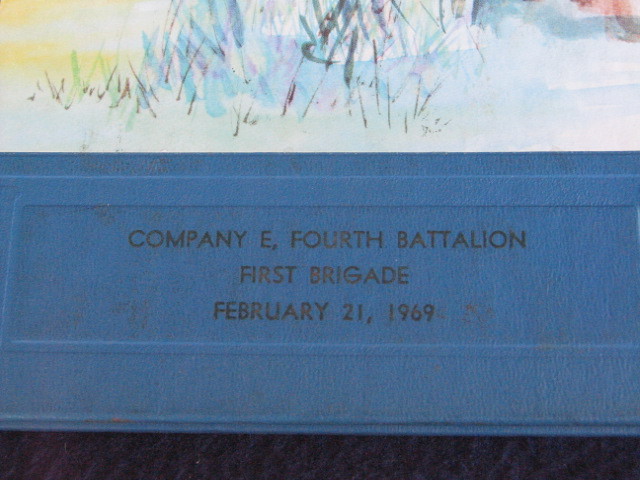 COMPANY E, FOURTH BATTALION
FIRST BRIGADE
FEBRUARY 21, 1969